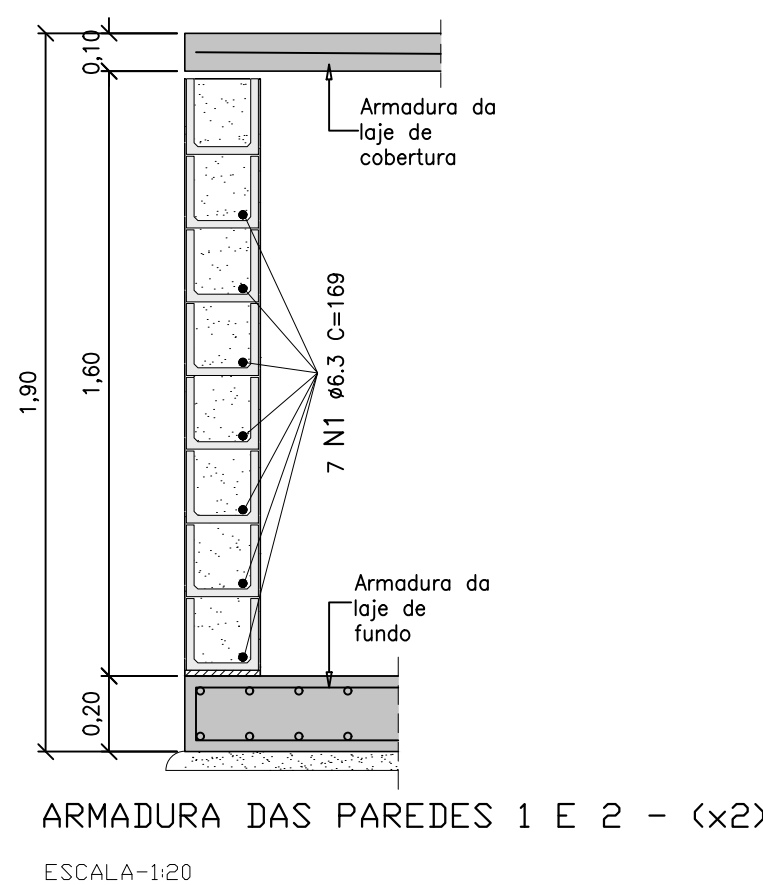 0,10
Armadura da
laje de
cobertura
1,90
1,60
7 N1 ø6.3 C=169
Armadura da
laje de
fundo
0,20
ARMADURA DAS PAREDES 1 E 2 - (x2)
ESCALA-1:20